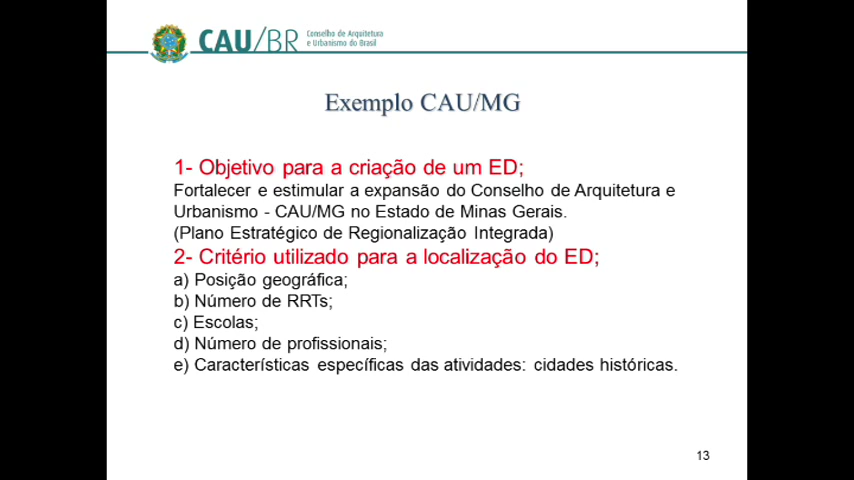 CAU/BR Conselho de Arquitetura
e Urbanismo do Brasil
Exemplo CAU/MG
1- Objetivo para a criação de um ED;
Fortalecer e estimular a expansão do Conselho de Arquitetura e
Urbanismo - CAU/MG no Estado de Minas Gerais.
(Plano Estratégico de Regionalização Integrada)
2- Critério utilizado para a localização do ED;
a) Posição geográfica;
b) Número de RRTs;
c) Escolas;
d) Número de profissionais;
e) Características específicas das atividades: cidades históricas.
13